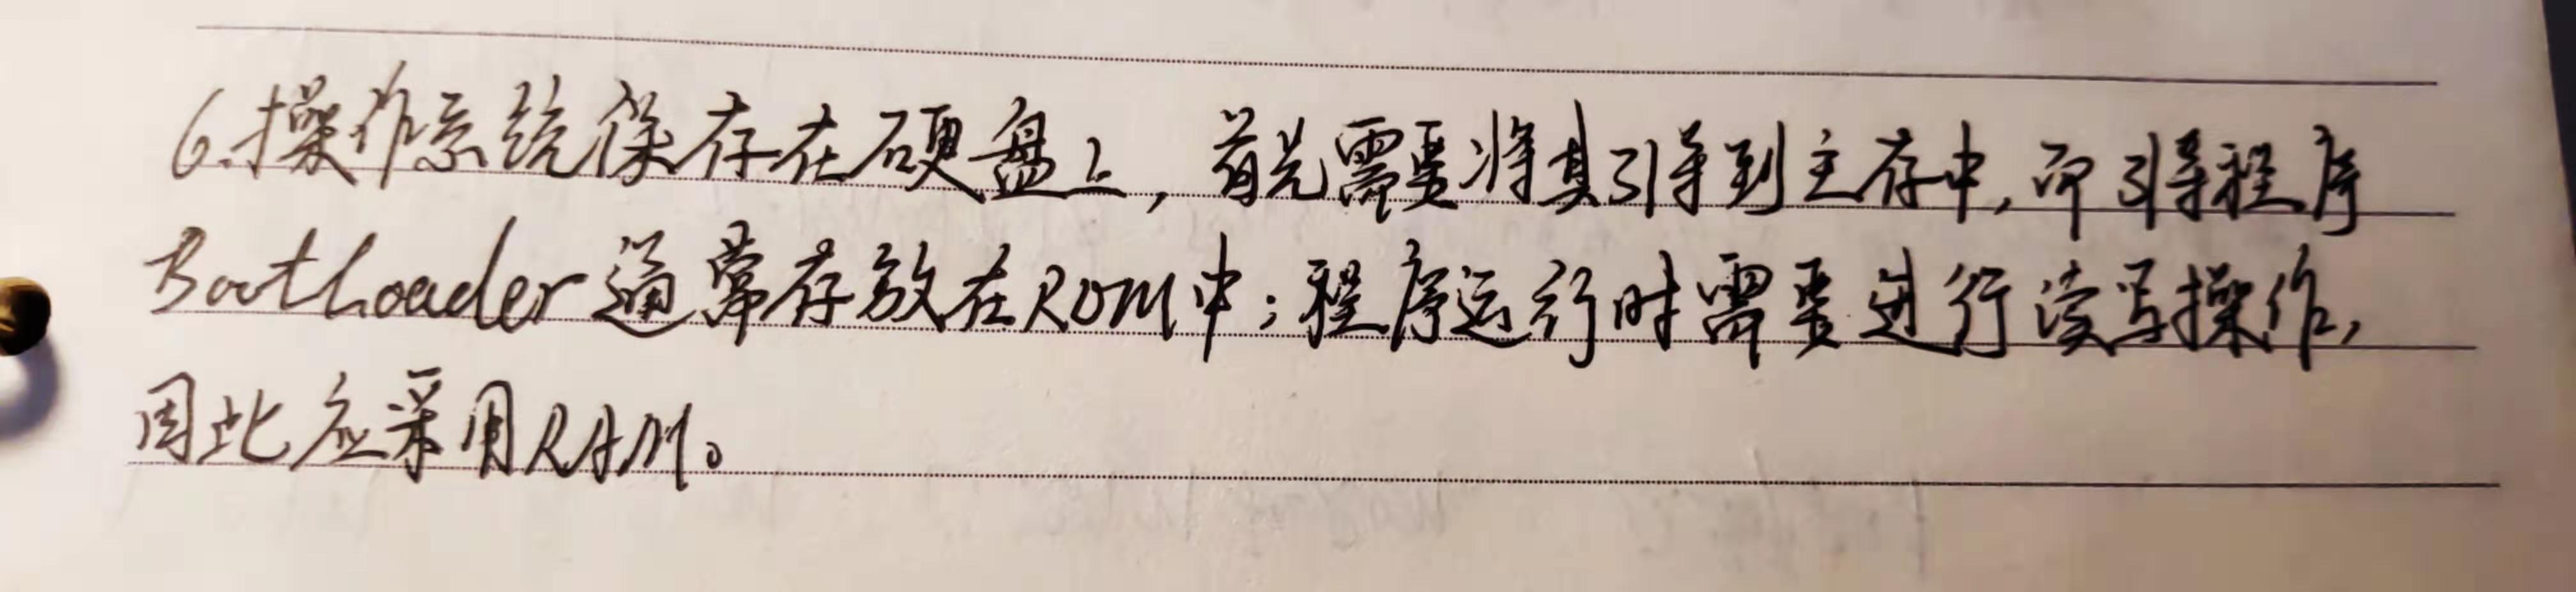 6.操作系统保存在硬盘上，首先需要将其引导到主存中，而引导程序
BootLoader通常存放在ROM中；程序运行时需要进行读写操作，
因此应采用RAM。